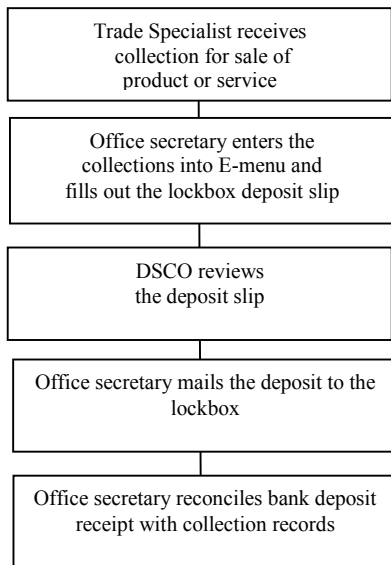 Trade Specialist receives
collection for sale of
product or service
Office secretary enters the
collections into E-menu and
fills out the lockbox deposit slip
DSCO reviews
the deposit slip
Office secretary mails the deposit to the
lockbox
Office secretary reconciles bank deposit
receipt with collection records